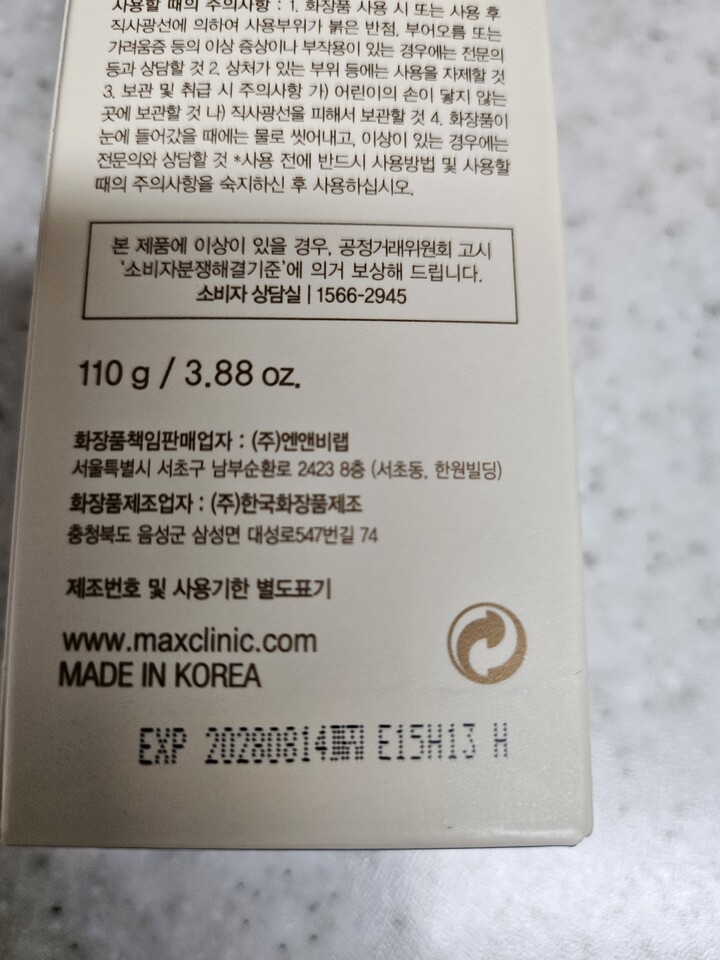 사용할 때의 주의사항 : 1. 화장품 사용 시 또는 사용 후
직사광선에 의하여 사용부위가 붉은 반점, 부어오름 또는
가려움증 등의 이상 증상이나 부작용이 있는 경우에는 전문의
등과 상담할 것 2. 상처가 있는 부위 등에는 사용을 자제할 것
3. 보관 및 취급 시 주의사항 가) 어린이의 손이 닿지 않는
곳에 보관할 것 나) 직사광선을 피해서 보관할 것 4. 화장품이
눈에 들어갔을 때에는 물로 씻어내고, 이상이 있는 경우에는
전문의와 상담할 것 *사용 전에 반드시 사용방법 및 사용할
때의 주의사항을 숙지하신 후 사용하십시오.
본 제품에 이상이 있을 경우, 공정거래위원회 고시
'소비자분쟁해결기준'에 의거 보상해 드립니다.
소비자 상담실 | 1566-2945
110 g / 3.88 oz.
화장품책임판매업자 : (주)엔앤비랩
서울특별시 서초구 남부순환로 2423 8층 (서초동, 한원빌딩)
화장품제조업자 : (주)한국화장품제조
충청북도 음성군 삼성면 대성로547번길 74
제조번호 및 사용기한 별도표기
www.maxclinic.com
MADE IN KOREA
EXP 20280814까지 E15H13 H